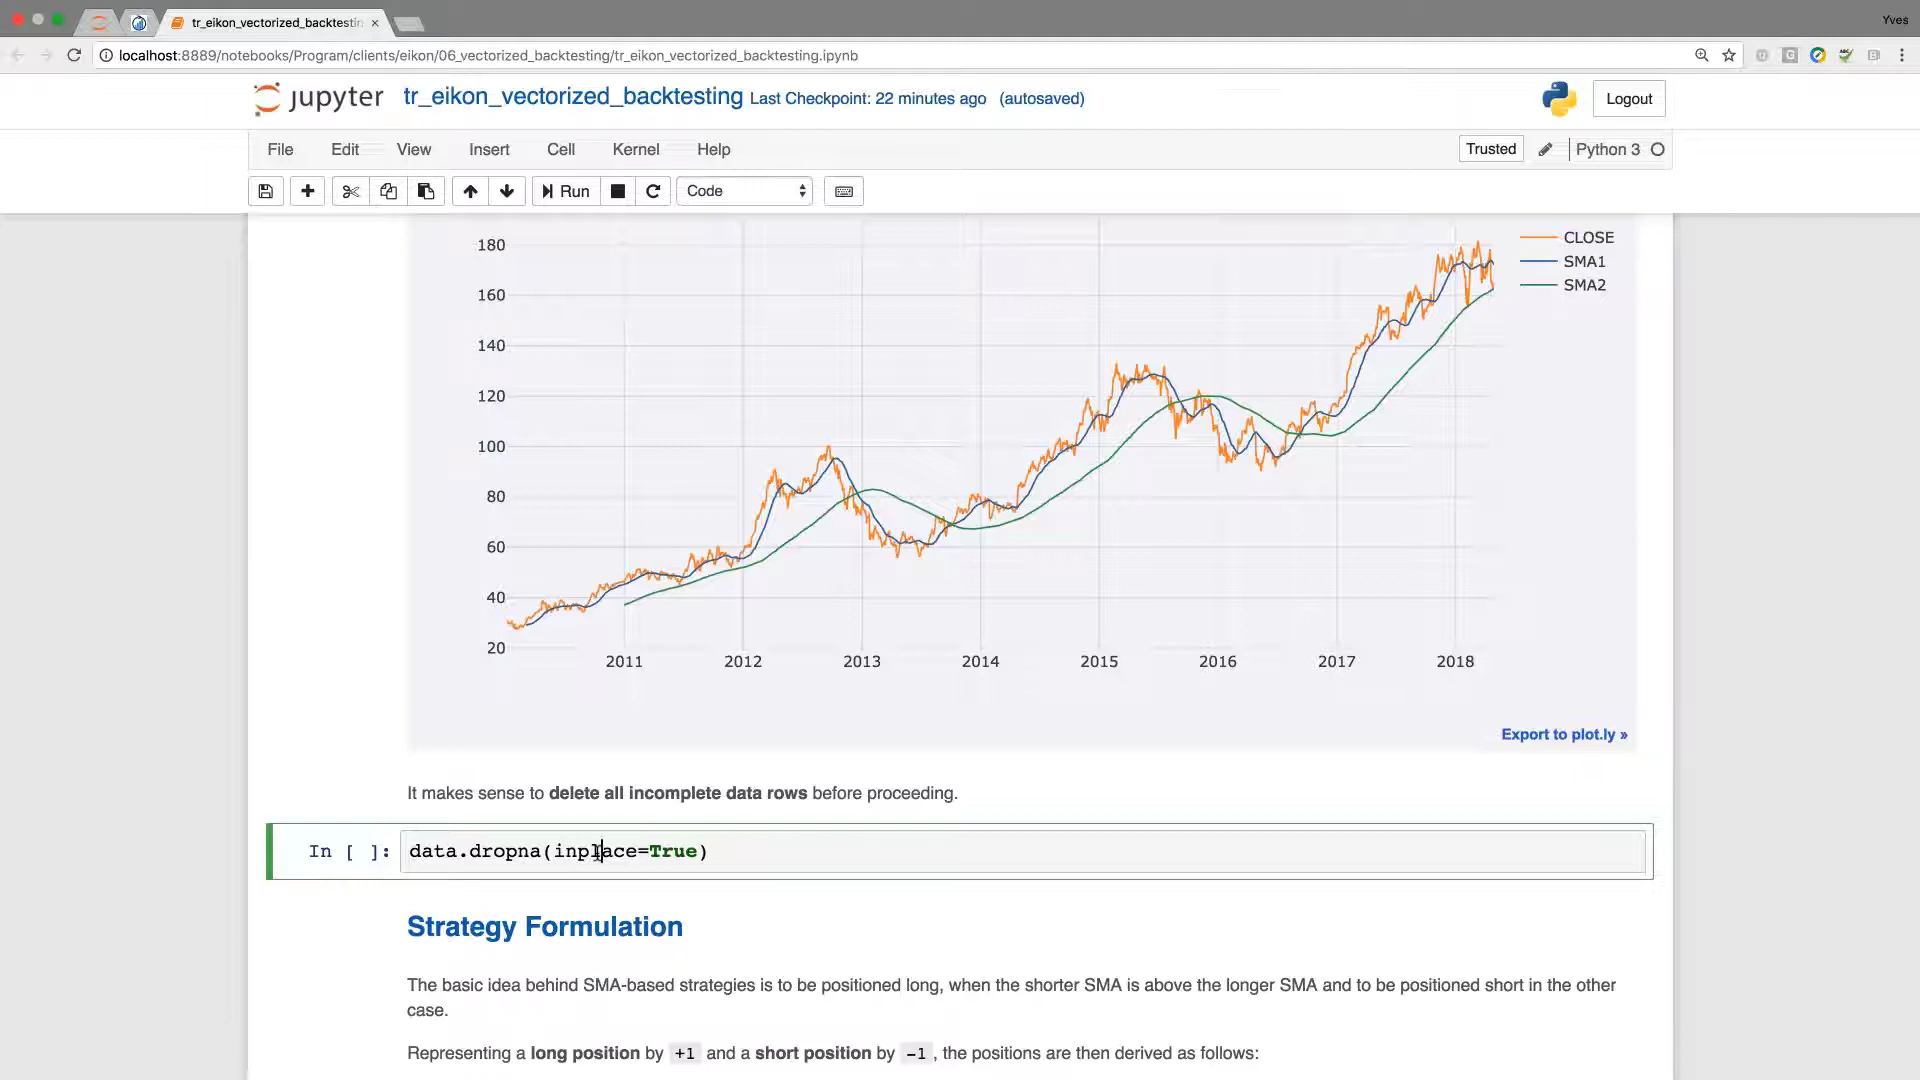 tr_eikon_vectorized_backtestin
Yves
localhost:8889/notebooks/Program/clients/eikon/06_vectorized_backtesting/tr_eikon_vectorized_backtesting.ipynb
jupyter tr_eikon_vectorized_backtesting Last Checkpoint: 22 minutes ago (autosaved)
Logout
File Edit View Insert Cell Kernel Help
Trusted Python 3
Run Code
180
160
140
120
100
80
60
40
20
2011 2012 2013 2014 2015 2016 2017 2018
CLOSE
SMA1
SMA2
Export to plot.ly »
It makes sense to delete all incomplete data rows before proceeding.
In [ ]: data.dropna(inplace=True)
Strategy Formulation
The basic idea behind SMA-based strategies is to be positioned long, when the shorter SMA is above the longer SMA and to be positioned short in the other
case.
Representing a long position by +1 and a short position by -1 , the positions are then derived as follows: